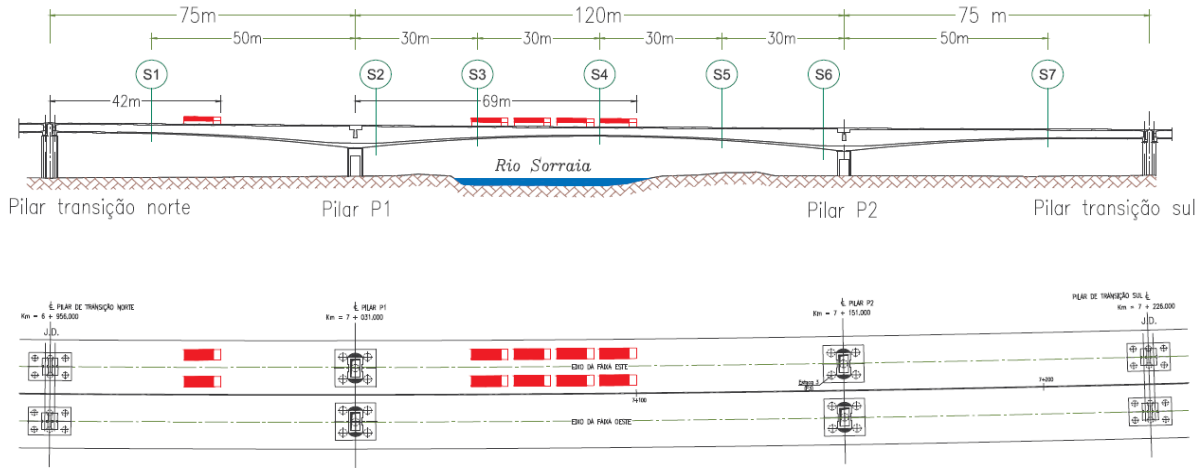 75m 120m 75 m
50m 30m 30m 30m 30m 50m
S1 S2 S3 S4 S5 S6 S7
42m 69m
Rio Sorraia
Pilar transição norte Pilar P1 Pilar P2 Pilar transição sul
PILAR DE TRANSIÇÃO NORTE
Km = 6 + 956.000
PILAR P1
Km = 7 + 031.000
PILAR P2
Km = 7 + 151.000
PILAR DE TRANSIÇÃO SUL
Km = 7 + 226.000
J.D. J.D.
EIXO DA FAIXA ESTE
7+100
7+200
EIXO DA FAIXA OESTE